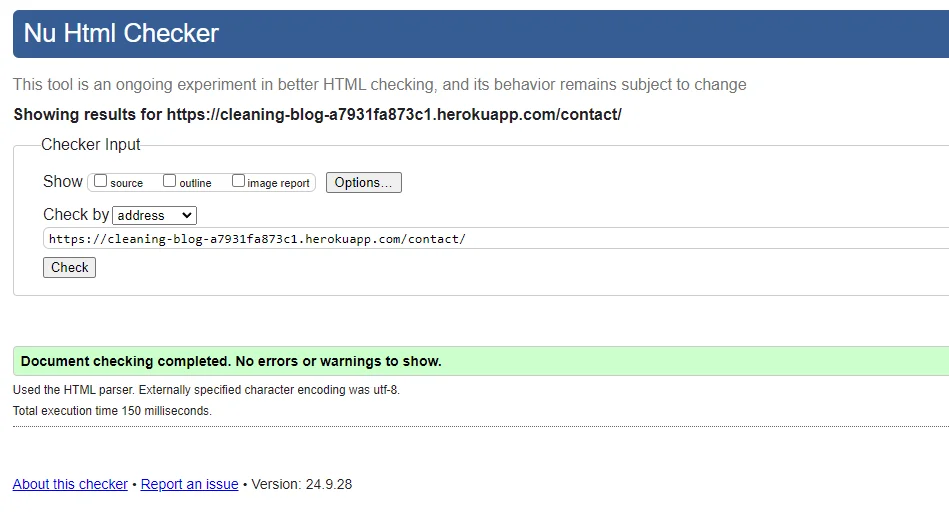 Nu Html Checker
This tool is an ongoing experiment in better HTML checking, and its behavior remains subject to change
Showing results for https://cleaning-blog-a7931fa873c1.herokuapp.com/contact/
Checker Input
Show source outline image report Options...
Check by address
https://cleaning-blog-a7931fa873c1.herokuapp.com/contact/
Check
Document checking completed. No errors or warnings to show.
Used the HTML parser. Externally specified character encoding was utf-8.
Total execution time 150 milliseconds.
About this checker • Report an issue • Version: 24.9.28